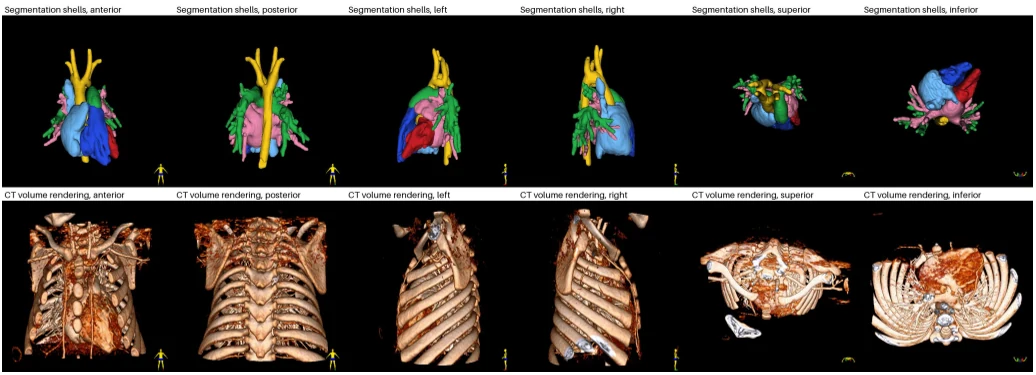 Segmentation shells, anterior
Segmentation shells, posterior
Segmentation shells, left
Segmentation shells, right
Segmentation shells, superior
Segmentation shells, inferior
CT volume rendering, anterior
CT volume rendering, posterior
CT volume rendering, left
CT volume rendering, right
CT volume rendering, superior
CT volume rendering, inferior